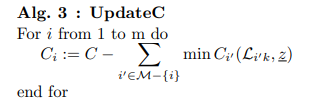 Alg. 3 : UpdateC
For i from 1 to m do
C_i := C − ∑_{i'∈M−{i}} min C_{i'}(ℒ_{i'k}, z̲)
end for